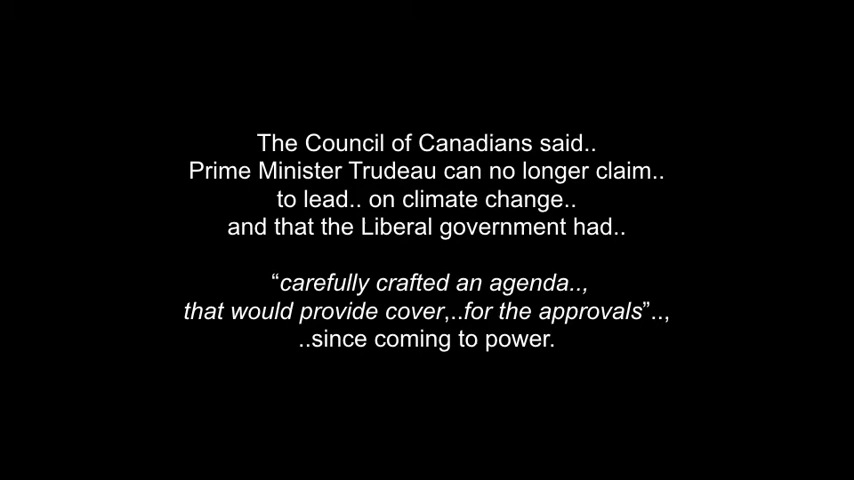 The Council of Canadians said..
Prime Minister Trudeau can no longer claim..
to lead.. on climate change..
and that the Liberal government had..
“carefully crafted an agenda..,
that would provide cover,..for the approvals”..,
..since coming to power.